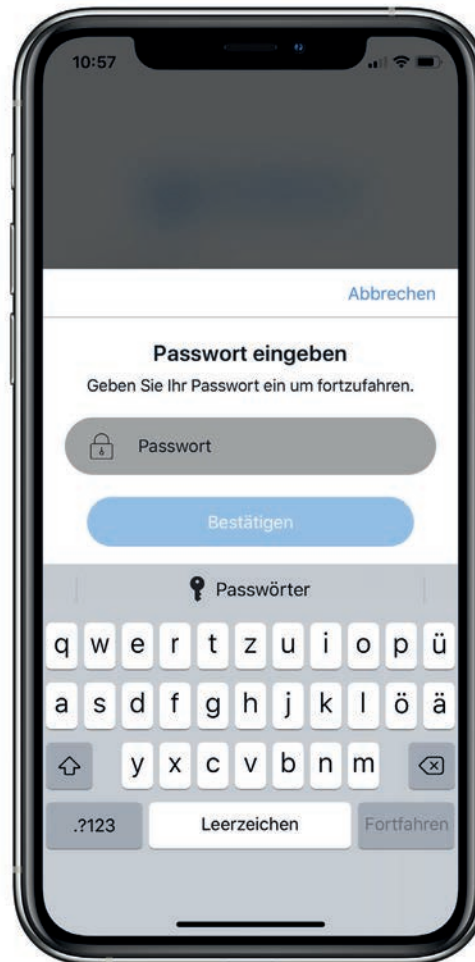 10:57
Abbrechen
Passwort eingeben
Geben Sie Ihr Passwort ein um fortzufahren.
Passwort
Bestätigen
Passwörter
q w e r t z u i o p ü
a s d f g h j k l ö ä
y x c v b n m
.?123 Leerzeichen Fortfahren